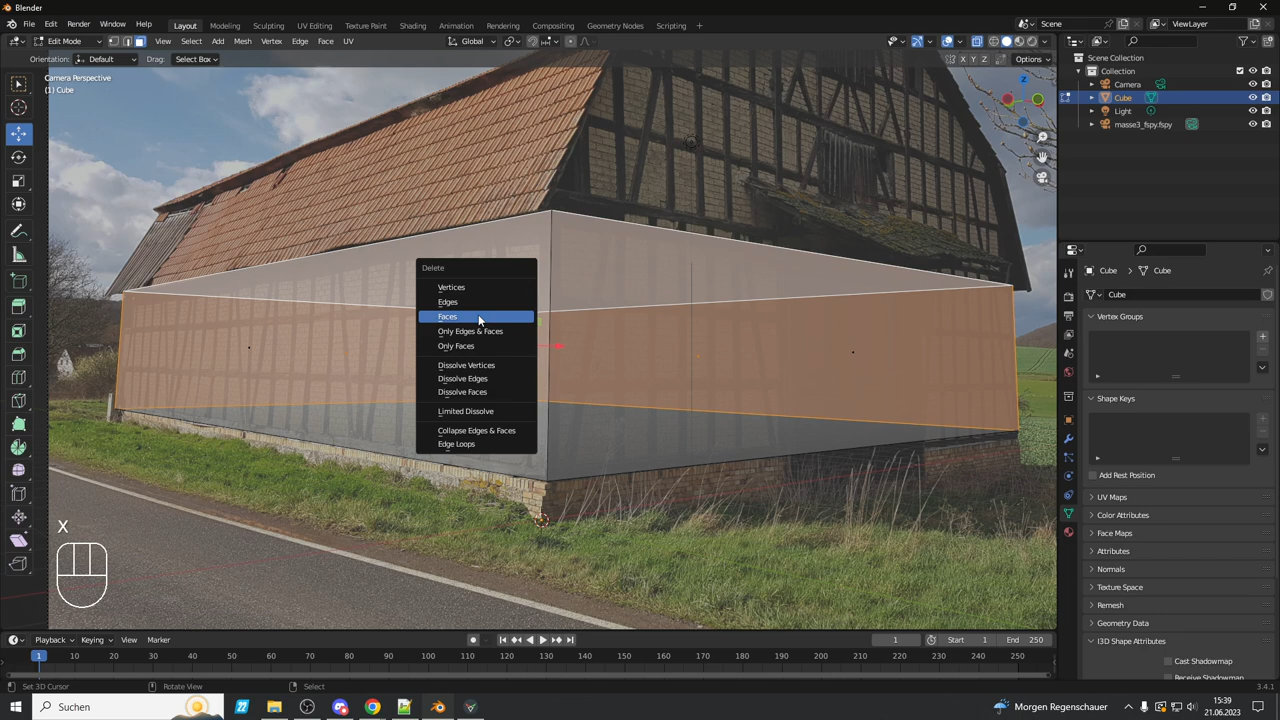 Blender
File Edit Render Window Help
Layout Modeling Sculpting UV Editing Texture Paint Shading Animation Rendering Compositing Geometry Nodes Scripting +
Scene
ViewLayer
Edit Mode View Select Add Mesh Vertex Edge Face UV
Global
Orientation: Default Drag: Select Box
X Y Z Options
Camera Perspective
(1) Cube
Z
Scene Collection
Collection
Camera
Cube
Light
masse3_fspy.fspy
Delete
Vertices
Edges
Faces
Only Edges & Faces
Only Faces
Dissolve Vertices
Dissolve Edges
Dissolve Faces
Limited Dissolve
Collapse Edges & Faces
Edge Loops
X
Cube > Cube
Cube
Vertex Groups
Shape Keys
Add Rest Position
UV Maps
Color Attributes
Face Maps
Attributes
Normals
Texture Space
Remesh
Geometry Data
I3D Shape Attributes
Cast Shadowmap
Receive Shadowmap
Playback Keying View Marker
1 Start 1 End 250
1 10 20 30 40 50 60 70 80 90 100 110 120 130 140 150 160 170 180 190 200 210 220 230 240 250
Set 3D Cursor Rotate View Select
3.4.1
Suchen
Morgen Regenschauer
15:39
21.06.2023